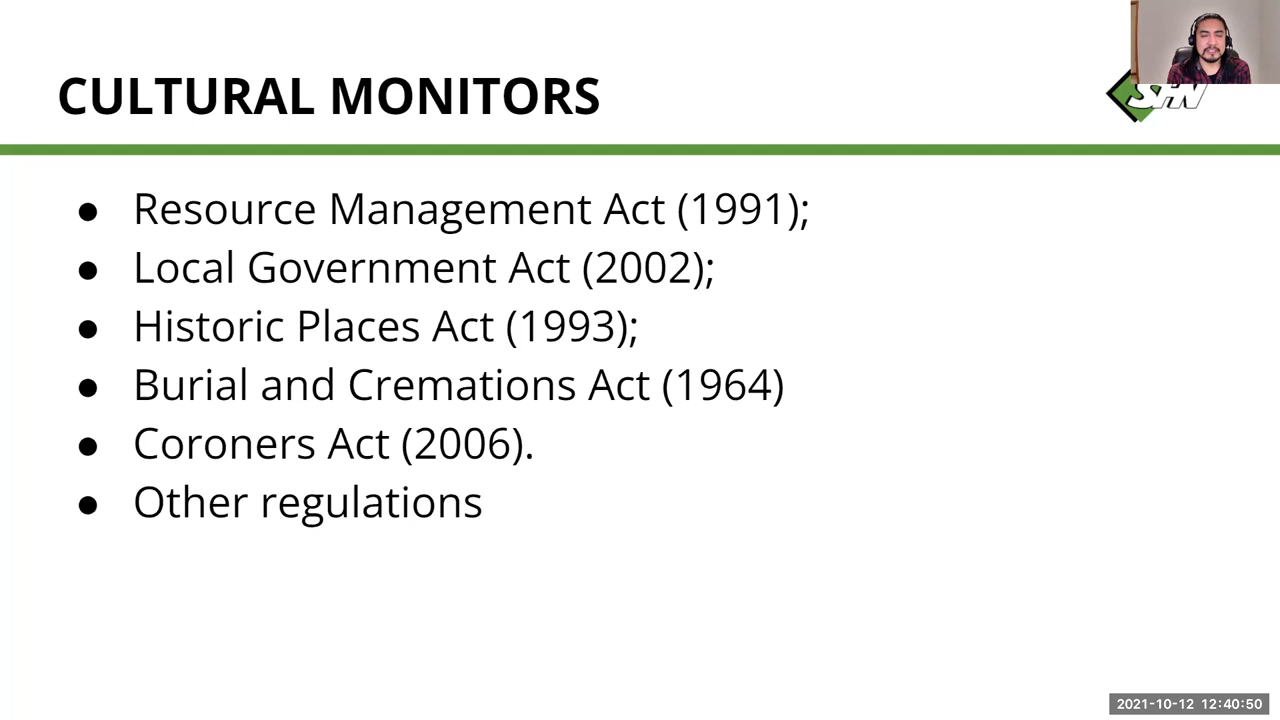 CULTURAL MONITORS
SHN
● Resource Management Act (1991);
● Local Government Act (2002);
● Historic Places Act (1993);
● Burial and Cremations Act (1964)
● Coroners Act (2006).
● Other regulations
2021-10-12 12:40:50